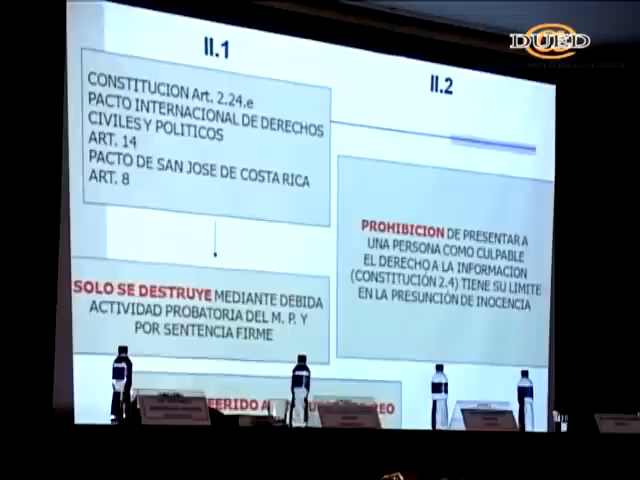 DUED
II.1
CONSTITUCION Art. 2.24.e
PACTO INTERNACIONAL DE DERECHOS
CIVILES Y POLITICOS
ART. 14
PACTO DE SAN JOSE DE COSTA RICA
ART. 8
SOLO SE DESTRUYE MEDIANTE DEBIDA
ACTIVIDAD PROBATORIA DEL M. P. Y
POR SENTENCIA FIRME
II.2
PROHIBICION DE PRESENTAR A
UNA PERSONA COMO CULPABLE
EL DERECHO A LA INFORMACION
(CONSTITUCIÓN 2.4) TIENE SU LIMITE
EN LA PRESUNCIÓN DE INOCENCIA